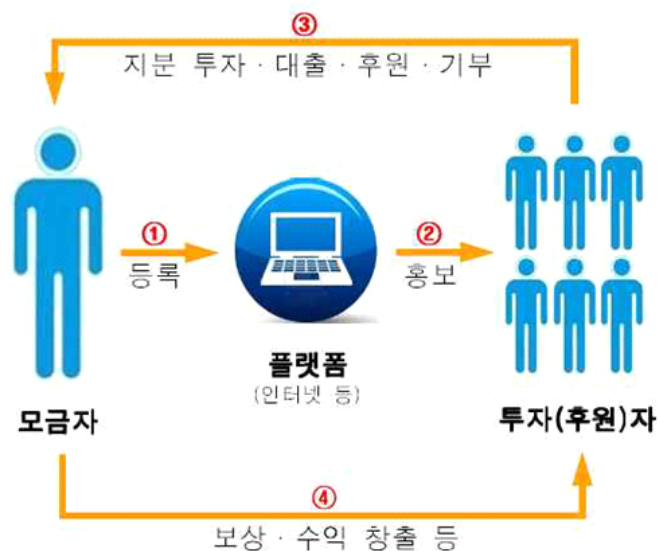 ③
지분 투자 · 대출 · 후원 · 기부
①
등록
②
홍보
플랫폼
(인터넷 등)
모금자
투자(후원)자
④
보상 · 수익 창출 등